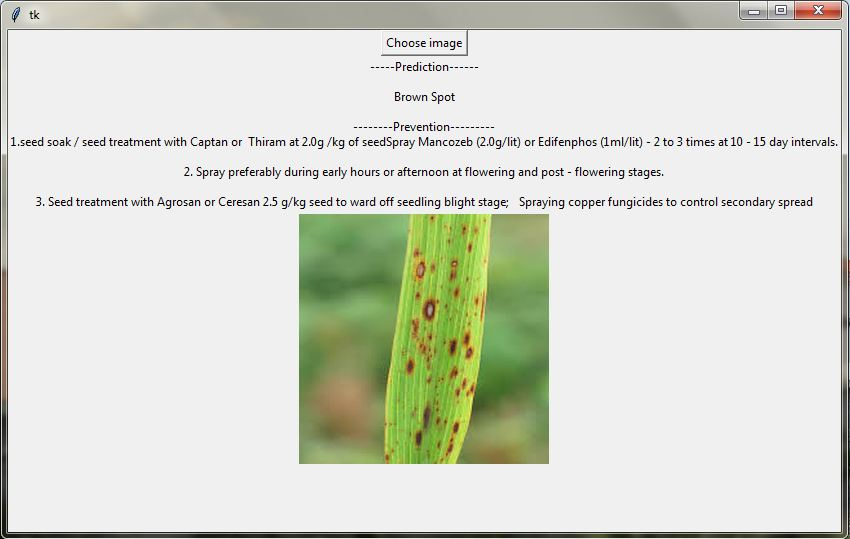 tk
Choose image
-----Prediction------
Brown Spot
--------Prevention---------
1.seed soak / seed treatment with Captan or  Thiram at 2.0g /kg of seedSpray Mancozeb (2.0g/lit) or Edifenphos (1ml/lit) - 2 to 3 times at 10 - 15 day intervals.
2. Spray preferably during early hours or afternoon at flowering and post - flowering stages.
3. Seed treatment with Agrosan or Ceresan 2.5 g/kg seed to ward off seedling blight stage;   Spraying copper fungicides to control secondary spread